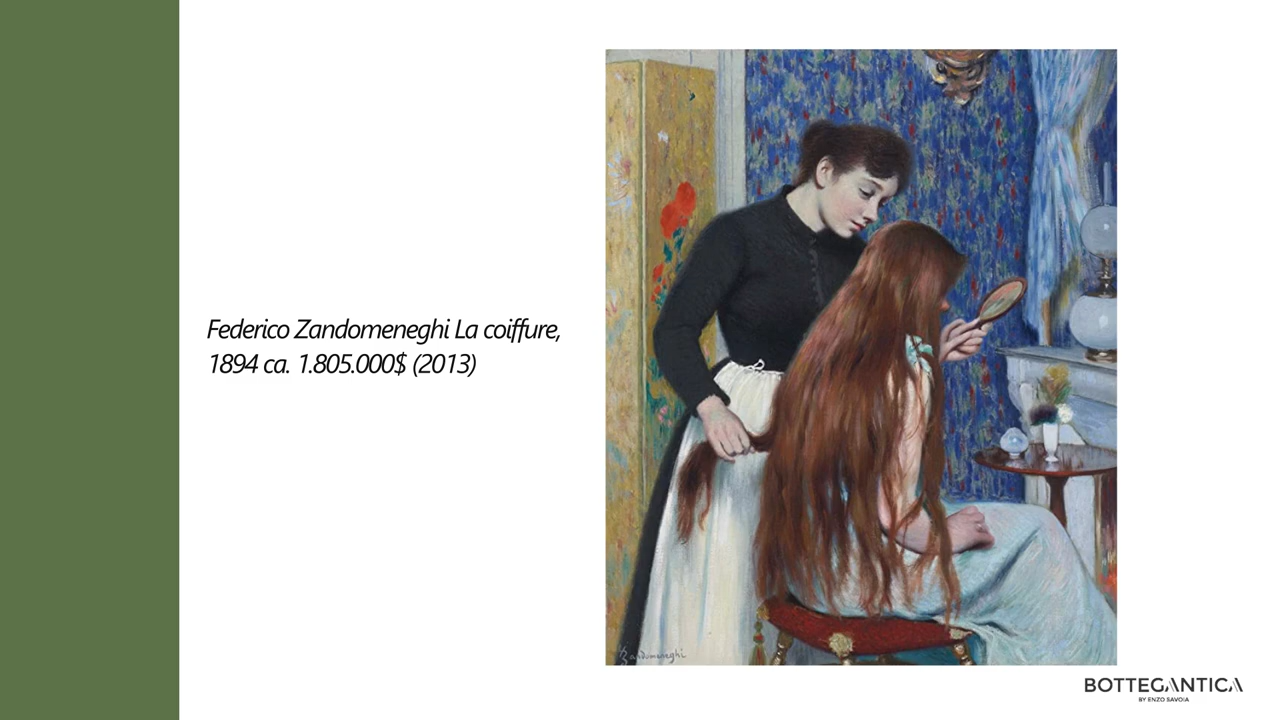 Federico Zandomeneghi La coiffure,
1894 ca. 1.805.000$ (2013)
Zandomeneghi
BOTTEGANTICA
BY ENZO SAVOIA